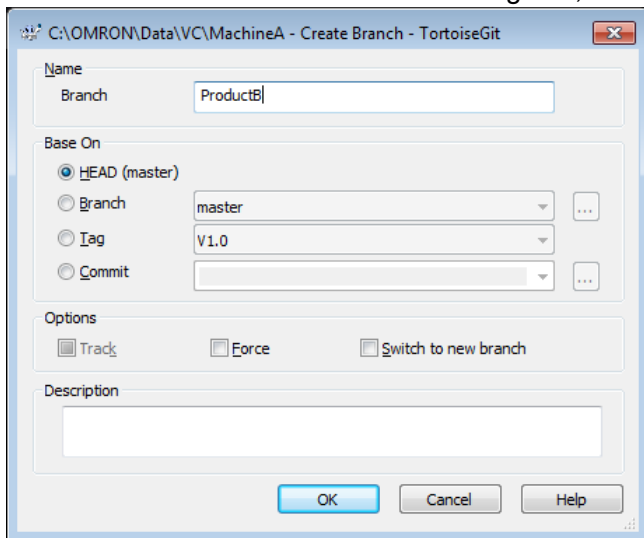 C:\OMRON\Data\VC\MachineA - Create Branch - TortoiseGit
Name
Branch ProductB
Base On
HEAD (master)
Branch master ...
Tag V1.0
Commit ...
Options
Track Force Switch to new branch
Description
OK Cancel Help